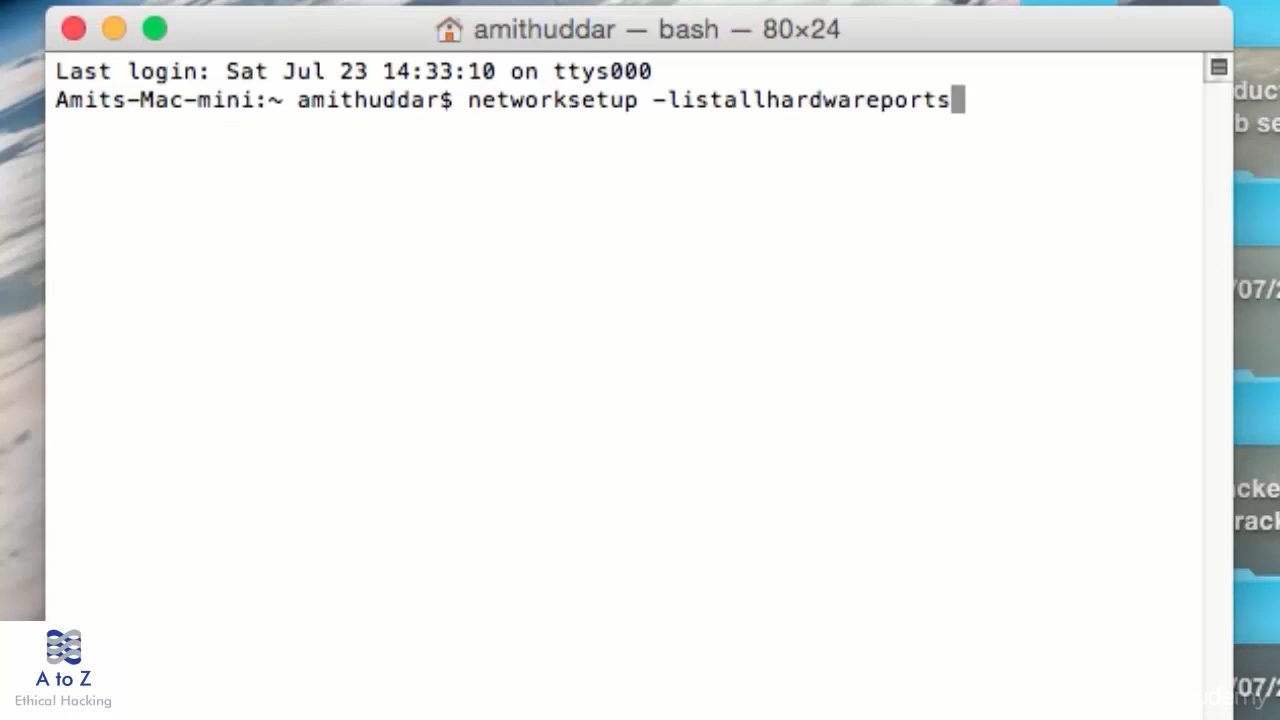 amithuddar — bash — 80×24
Last login: Sat Jul 23 14:33:10 on ttys000
Amits-Mac-mini:~ amithuddar$ networksetup -listallhardwareports
A to Z
Ethical Hacking